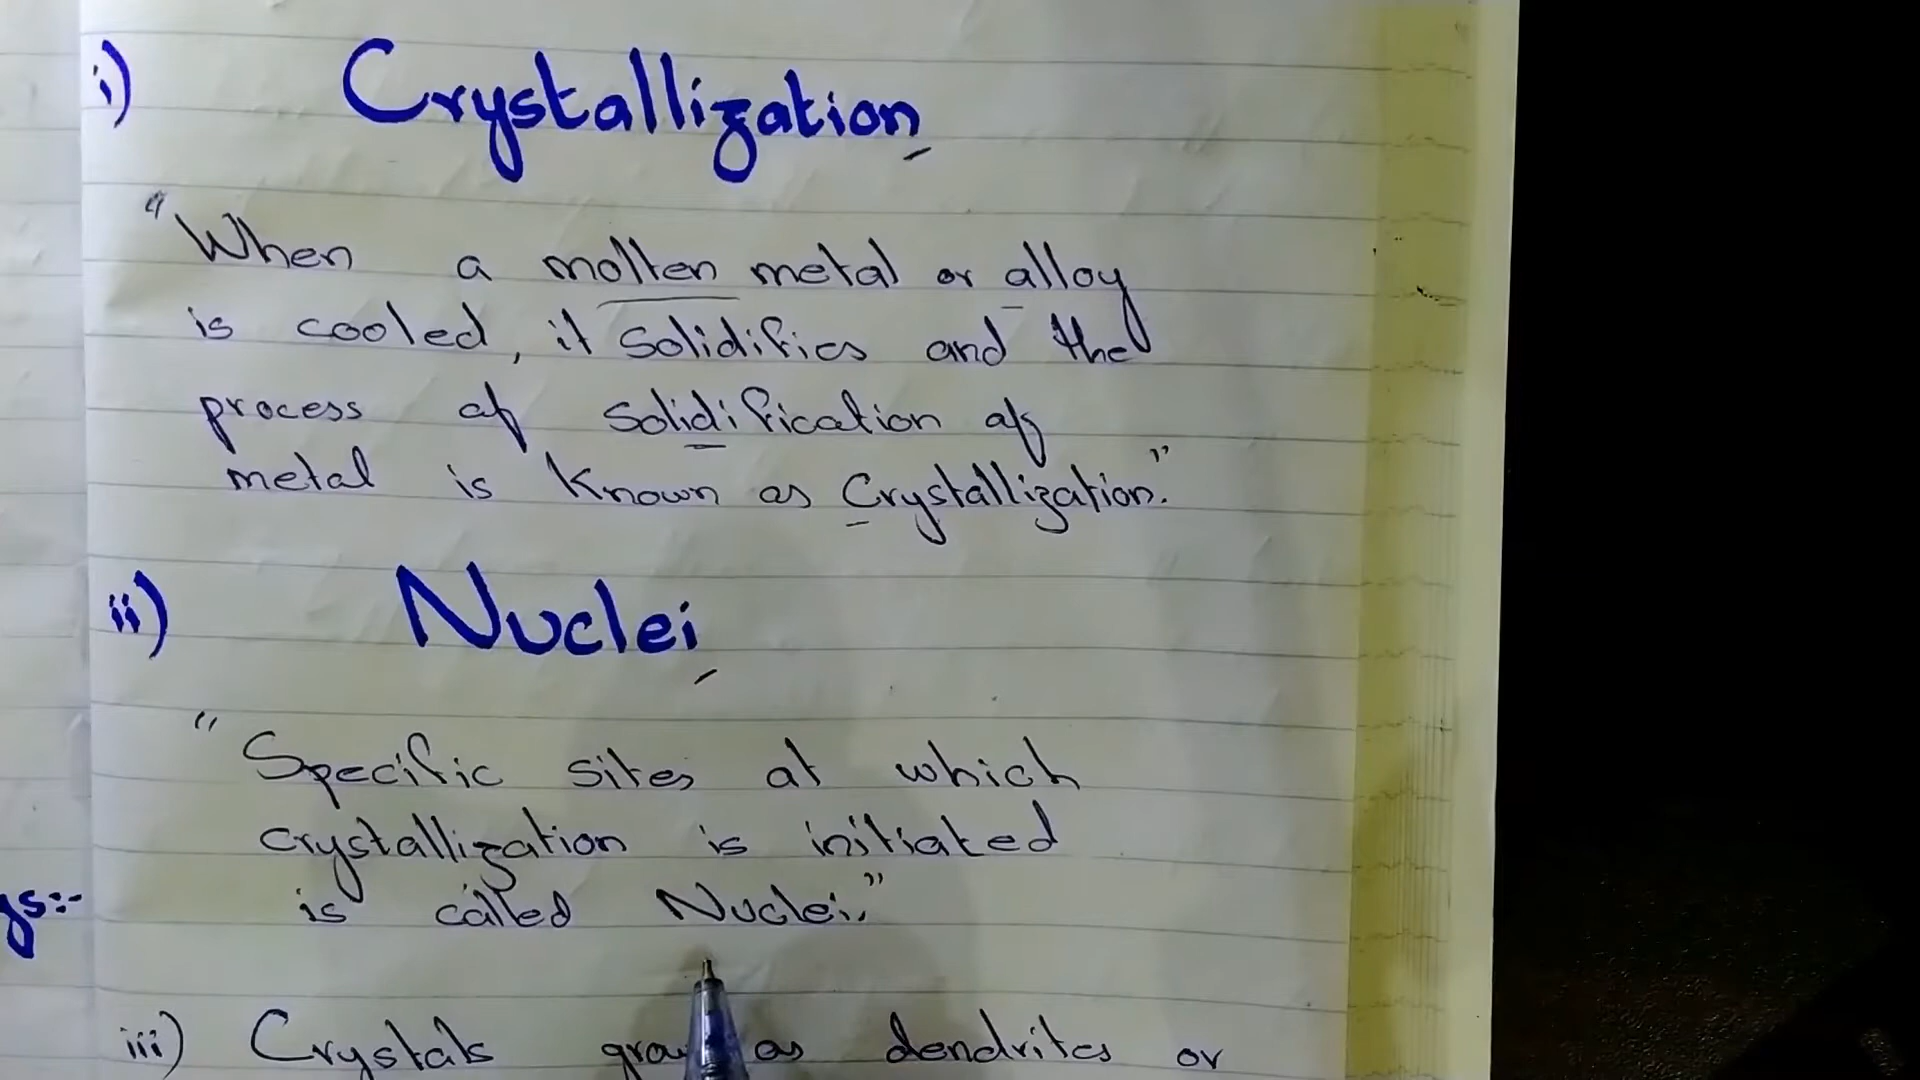 i) Crystallization
"When a molten metal or alloy
is cooled, it solidifies and the
process of solidification of
metal is known as Crystallization."
ii) Nuclei
"Specific sites at which
crystallization is initiated
is called Nuclei."
gs:-
iii) Crystals grow as dendrites or